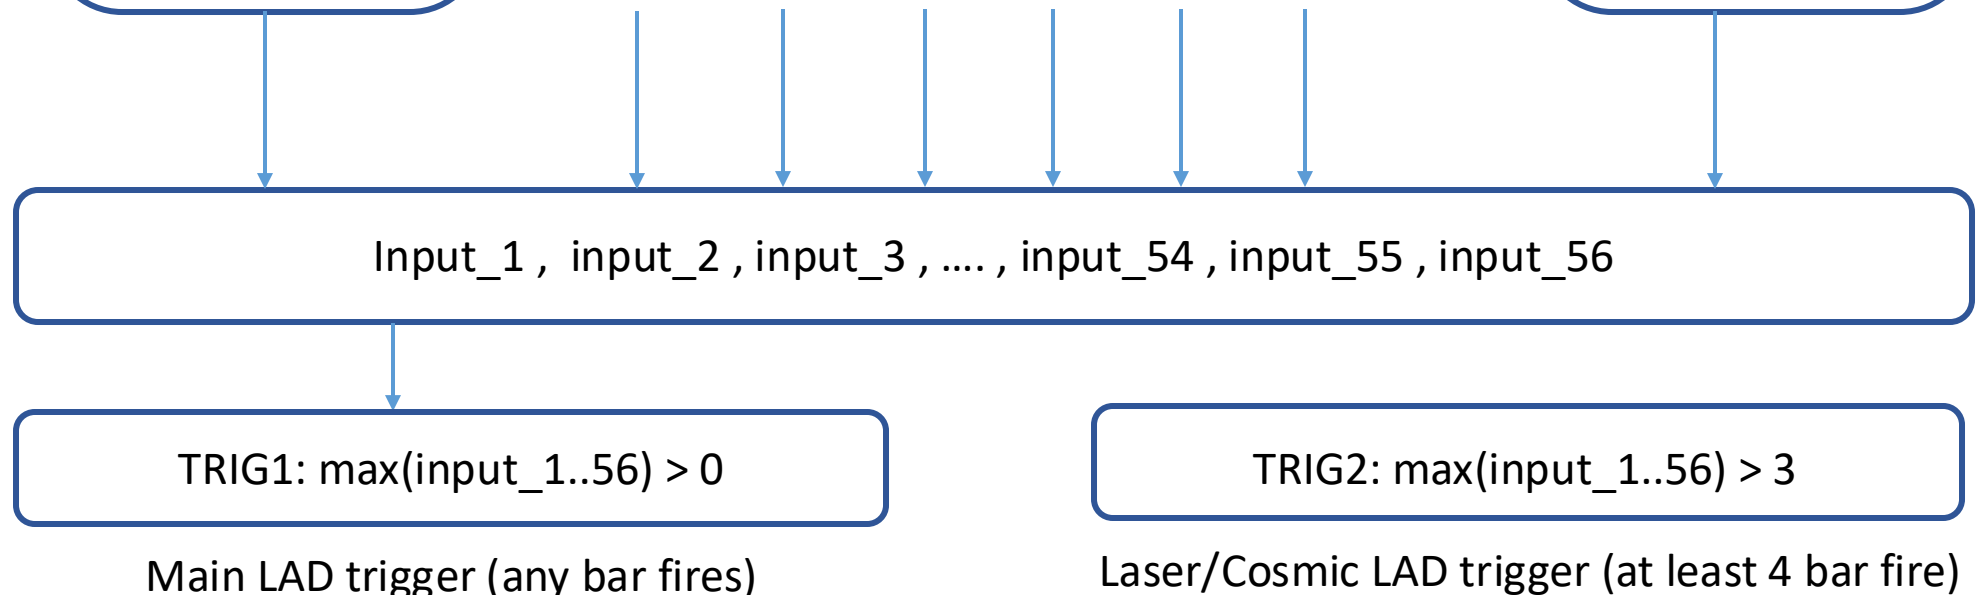 Input_1 ,  input_2 , input_3 , .... , input_54 , input_55 , input_56
TRIG1: max(input_1..56) > 0
TRIG2: max(input_1..56) > 3
Main LAD trigger (any bar fires)
Laser/Cosmic LAD trigger (at least 4 bar fire)